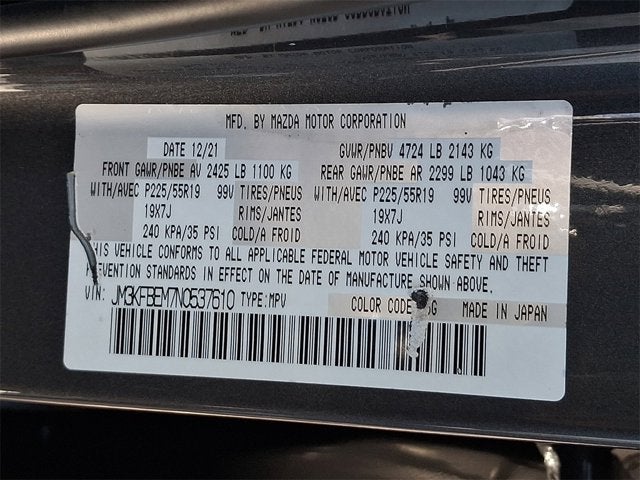 MFD. BY MAZDA MOTOR CORPORATION
DATE 12/21 GVWR/PNBV 4724 LB 2143 KG
FRONT GAWR/PNBE AV 2425 LB 1100 KG REAR GAWR/PNBE AR 2299 LB 1043 KG
WITH/AVEC P225/55R19 99V TIRES/PNEUS WITH/AVEC P225/55R19 99V TIRES/PNEUS
19X7J RIMS/JANTES 19X7J RIMS/JANTES
240 KPA/35 PSI COLD/A FROID 240 KPA/35 PSI COLD/A FROID
THIS VEHICLE CONFORMS TO ALL APPLICABLE FEDERAL MOTOR VEHICLE SAFETY AND THEFT
PREVENTION STANDARDS IN EFFECT ON THE DATE OF MANUFACTURE SHOWN ABOVE.
VIN: JM3KFBEM7N0537610 TYPE:MPV COLOR CODE MADE IN JAPAN